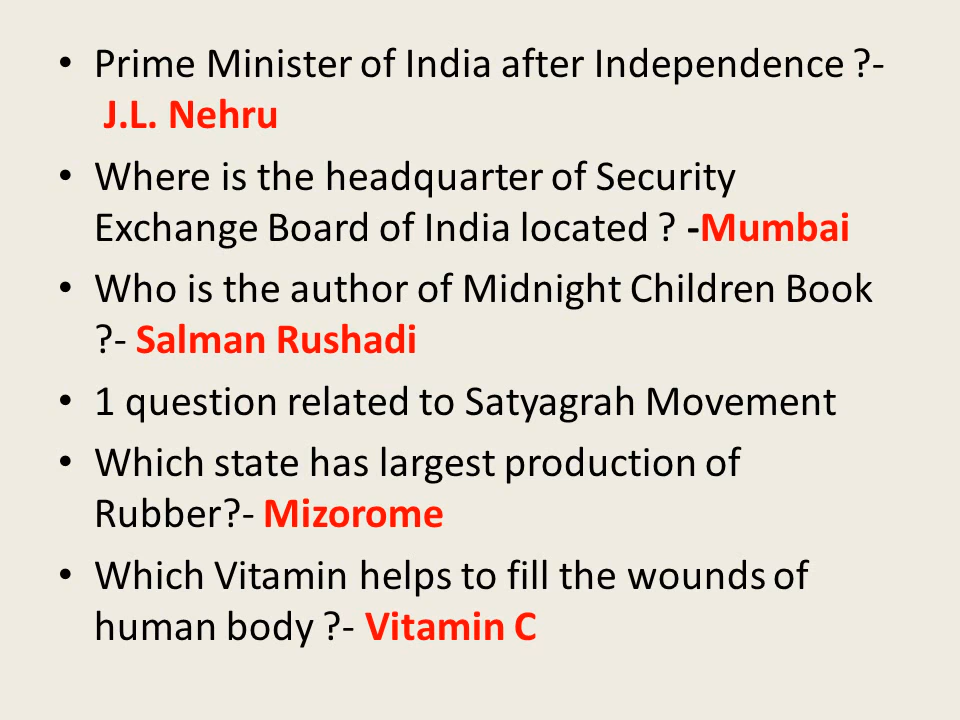 • Prime Minister of India after Independence ?-
J.L. Nehru
• Where is the headquarter of Security
Exchange Board of India located ? -Mumbai
• Who is the author of Midnight Children Book
?- Salman Rushadi
• 1 question related to Satyagrah Movement
• Which state has largest production of
Rubber?- Mizorome
• Which Vitamin helps to fill the wounds of
human body ?- Vitamin C